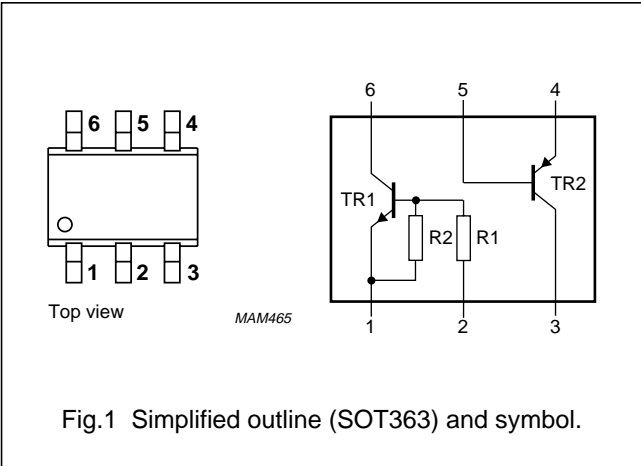 6 5 4
1 2 3
Top view
MAM465
6 5 4
TR1
TR2
R2 R1
1 2 3
Fig.1 Simplified outline (SOT363) and symbol.